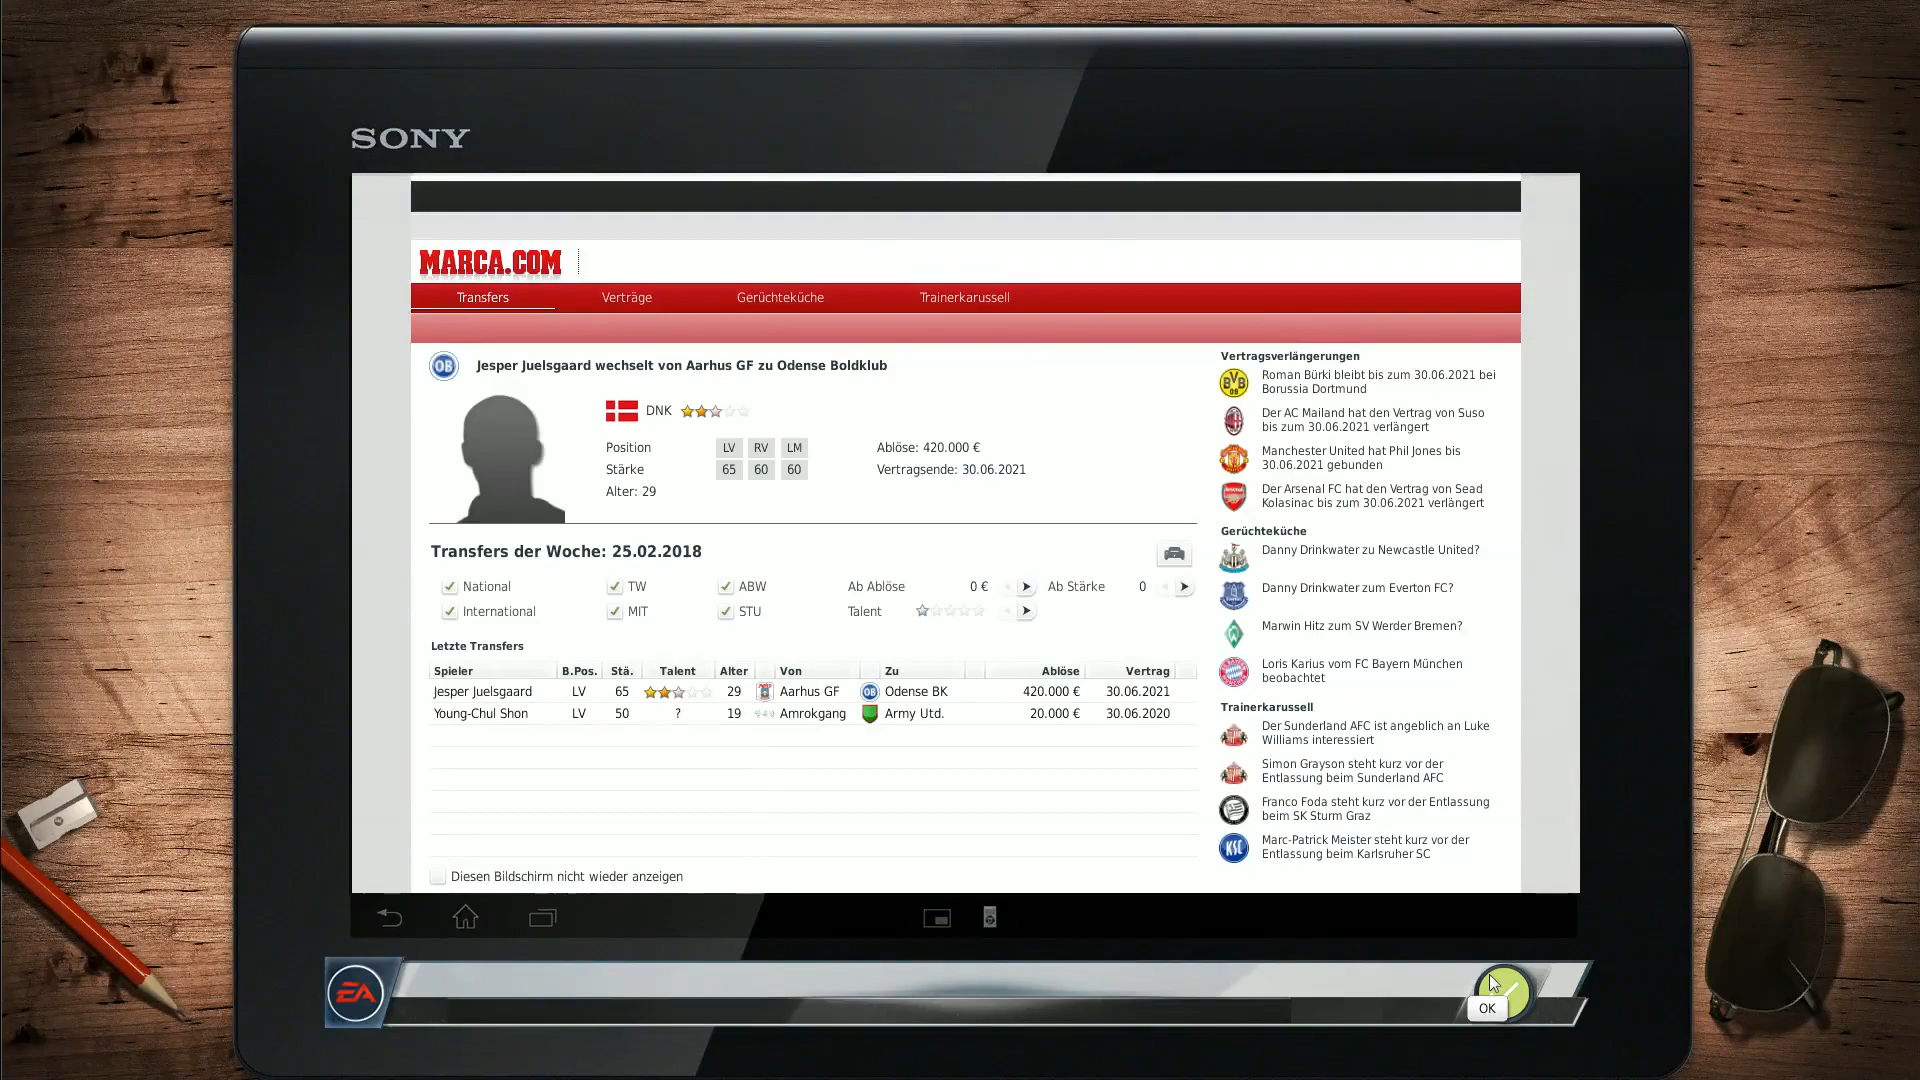 SONY
MARCA.COM
Transfers Verträge Gerüchteküche Trainerkarussell
OB Jesper Juelsgaard wechselt von Aarhus GF zu Odense Boldklub
DNK
Position LV RV LM Ablöse: 420.000 €
Stärke 65 60 60 Vertragsende: 30.06.2021
Alter: 29
Transfers der Woche: 25.02.2018
National TW ABW Ab Ablöse 0 € Ab Stärke 0
International MIT STU Talent
Letzte Transfers
Spieler B.Pos. Stä. Talent Alter Von Zu Ablöse Vertrag
Jesper Juelsgaard LV 65 29 Aarhus GF OB Odense BK 420.000 € 30.06.2021
Young-Chul Shon LV 50 ? 19 Amrokgang Army Utd. 20.000 € 30.06.2020
Diesen Bildschirm nicht wieder anzeigen
Vertragsverlängerungen
BVB 09
Roman Bürki bleibt bis zum 30.06.2021 bei
Borussia Dortmund
Der AC Mailand hat den Vertrag von Suso
bis zum 30.06.2021 verlängert
Manchester United hat Phil Jones bis
30.06.2021 gebunden
Arsenal
Der Arsenal FC hat den Vertrag von Sead
Kolasinac bis zum 30.06.2021 verlängert
Gerüchteküche
Danny Drinkwater zu Newcastle United?
Danny Drinkwater zum Everton FC?
Marwin Hitz zum SV Werder Bremen?
Loris Karius vom FC Bayern München
beobachtet
Trainerkarussell
Der Sunderland AFC ist angeblich an Luke
Williams interessiert
Simon Grayson steht kurz vor der
Entlassung beim Sunderland AFC
Franco Foda steht kurz vor der Entlassung
beim SK Sturm Graz
KSC
Marc-Patrick Meister steht kurz vor der
Entlassung beim Karlsruher SC
EA
OK